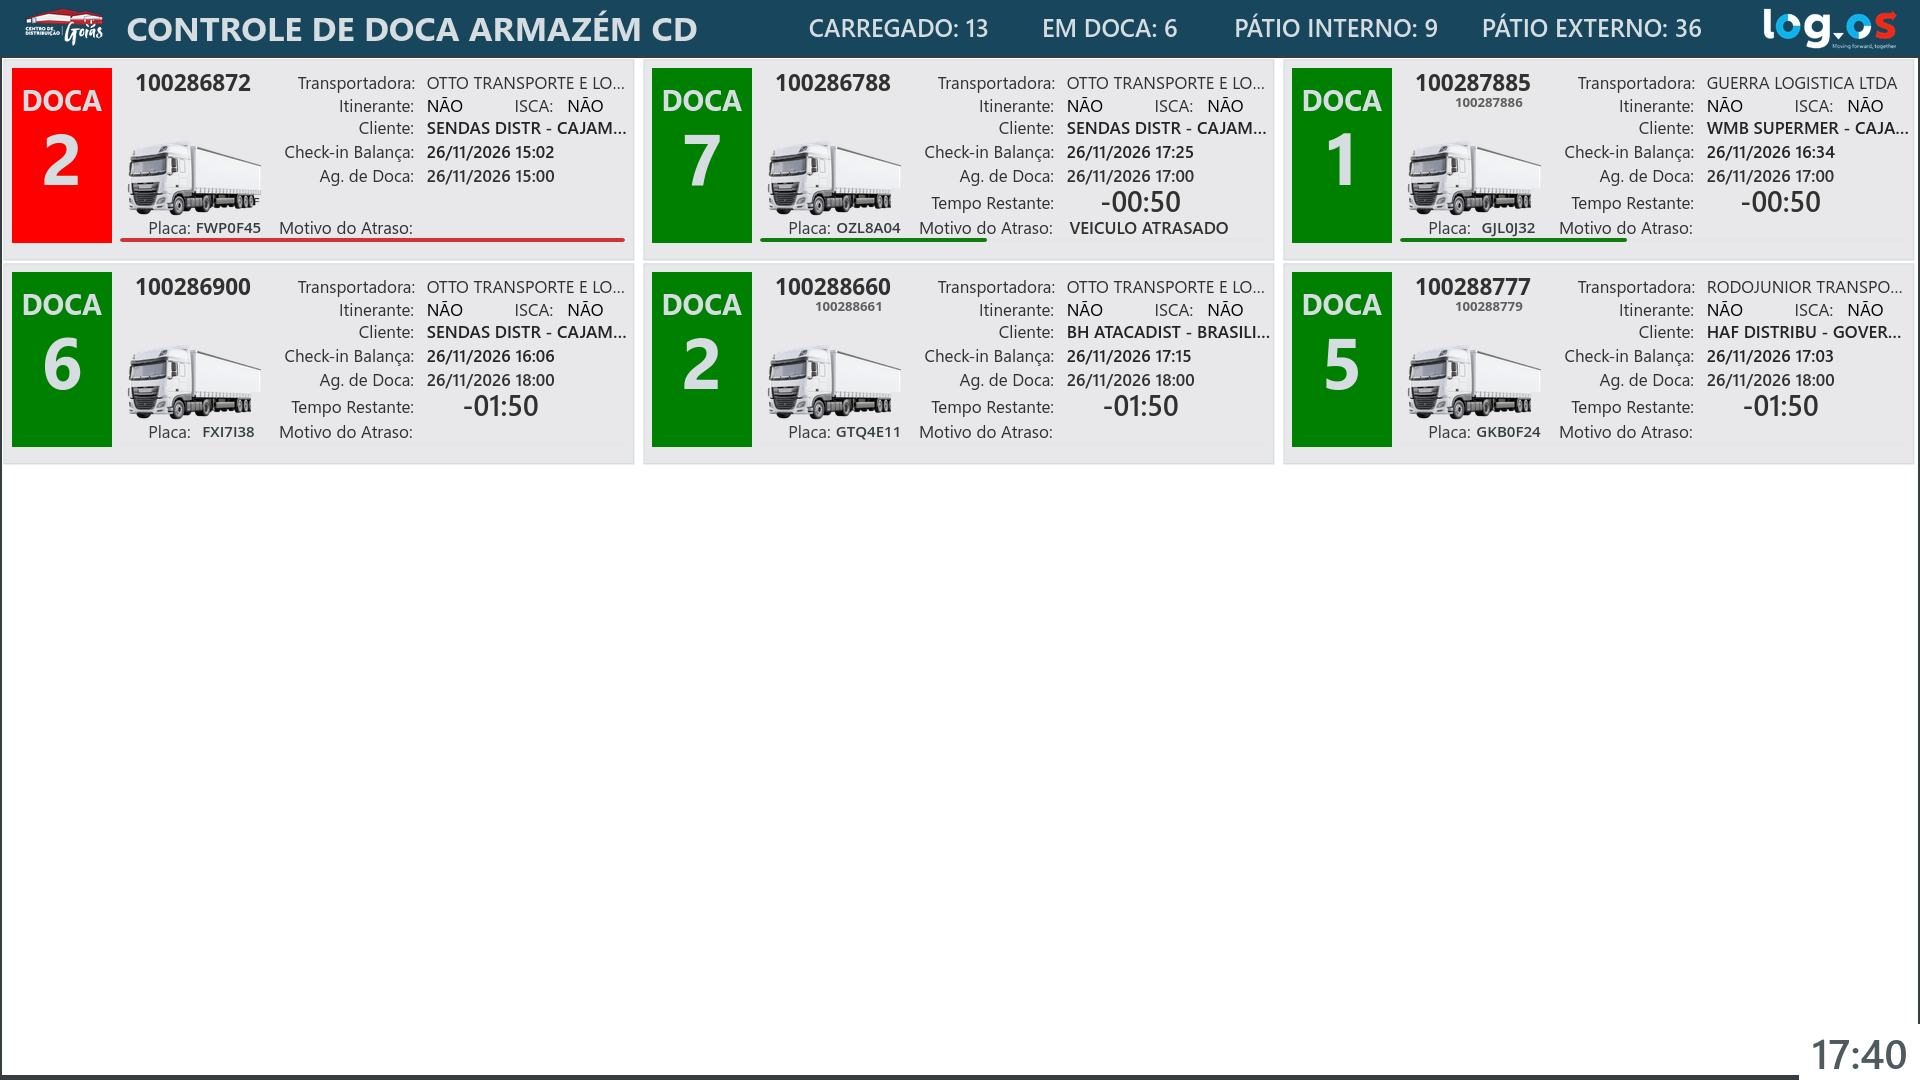 CENTRO DE DISTRIBUIÇÃO Goiás
CONTROLE DE DOCA ARMAZÉM CD
CARREGADO: 13
EM DOCA: 6
PÁTIO INTERNO: 9
PÁTIO EXTERNO: 36
log.os
Moving forward, together
DOCA
2
100286872
Transportadora: OTTO TRANSPORTE E LO...
Itinerante: NÃO ISCA: NÃO
Cliente: SENDAS DISTR - CAJAM...
Check-in Balança: 26/11/2026 15:02
Ag. de Doca: 26/11/2026 15:00
Placa: FWP0F45 Motivo do Atraso:
DOCA
7
100286788
Transportadora: OTTO TRANSPORTE E LO...
Itinerante: NÃO ISCA: NÃO
Cliente: SENDAS DISTR - CAJAM...
Check-in Balança: 26/11/2026 17:25
Ag. de Doca: 26/11/2026 17:00
Tempo Restante: -00:50
Placa: OZL8A04 Motivo do Atraso: VEICULO ATRASADO
DOCA
1
100287885
100287886
Transportadora: GUERRA LOGISTICA LTDA
Itinerante: NÃO ISCA: NÃO
Cliente: WMB SUPERMER - CAJA...
Check-in Balança: 26/11/2026 16:34
Ag. de Doca: 26/11/2026 17:00
Tempo Restante: -00:50
Placa: GJL0J32 Motivo do Atraso:
DOCA
6
100286900
Transportadora: OTTO TRANSPORTE E LO...
Itinerante: NÃO ISCA: NÃO
Cliente: SENDAS DISTR - CAJAM...
Check-in Balança: 26/11/2026 16:06
Ag. de Doca: 26/11/2026 18:00
Tempo Restante: -01:50
Placa: FXI7I38 Motivo do Atraso:
DOCA
2
100288660
100288661
Transportadora: OTTO TRANSPORTE E LO...
Itinerante: NÃO ISCA: NÃO
Cliente: BH ATACADIST - BRASILI...
Check-in Balança: 26/11/2026 17:15
Ag. de Doca: 26/11/2026 18:00
Tempo Restante: -01:50
Placa: GTQ4E11 Motivo do Atraso:
DOCA
5
100288777
100288779
Transportadora: RODOJUNIOR TRANSPO...
Itinerante: NÃO ISCA: NÃO
Cliente: HAF DISTRIBU - GOVER...
Check-in Balança: 26/11/2026 17:03
Ag. de Doca: 26/11/2026 18:00
Tempo Restante: -01:50
Placa: GKB0F24 Motivo do Atraso:
17:40